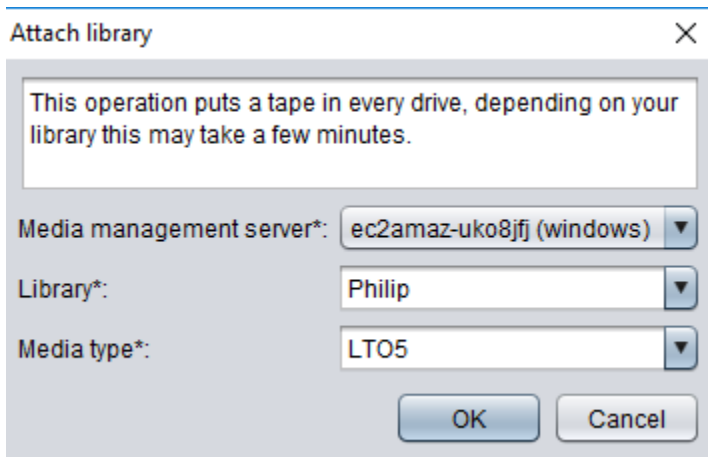 Attach library
This operation puts a tape in every drive, depending on your
library this may take a few minutes.
Media management server*: ec2amaz-uko8jfj (windows)
Library*: Philip
Media type*: LTO5
OK Cancel